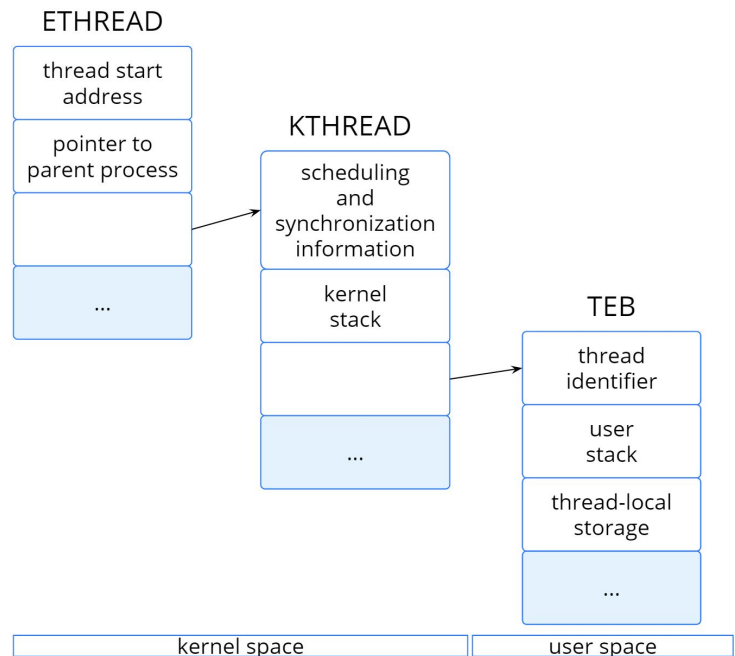 ETHREAD
thread start
address
pointer to
parent process
...
KTHREAD
scheduling
and
synchronization
information
kernel
stack
...
TEB
thread
identifier
user
stack
thread-local
storage
...
kernel space
user space